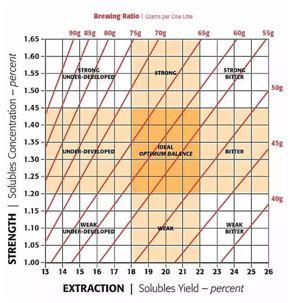 Brewing Ratio | Grams per One Litre
90g 85g 80g 75g 70g 65g 60g 55g
50g
45g
40g
STRENGTH | Solubles Concentration – percent
1.65
1.60
1.55
1.50
1.45
1.40
1.35
1.30
1.25
1.20
1.15
1.10
1.05
1.00
STRONG
UNDER-DEVELOPED
STRONG
STRONG
BITTER
UNDER-DEVELOPED
IDEAL
OPTIMUM BALANCE
BITTER
WEAK
UNDER-DEVELOPED
WEAK
WEAK
BITTER
13 14 15 16 17 18 19 20 21 22 23 24 25 26
EXTRACTION | Solubles Yield – percent